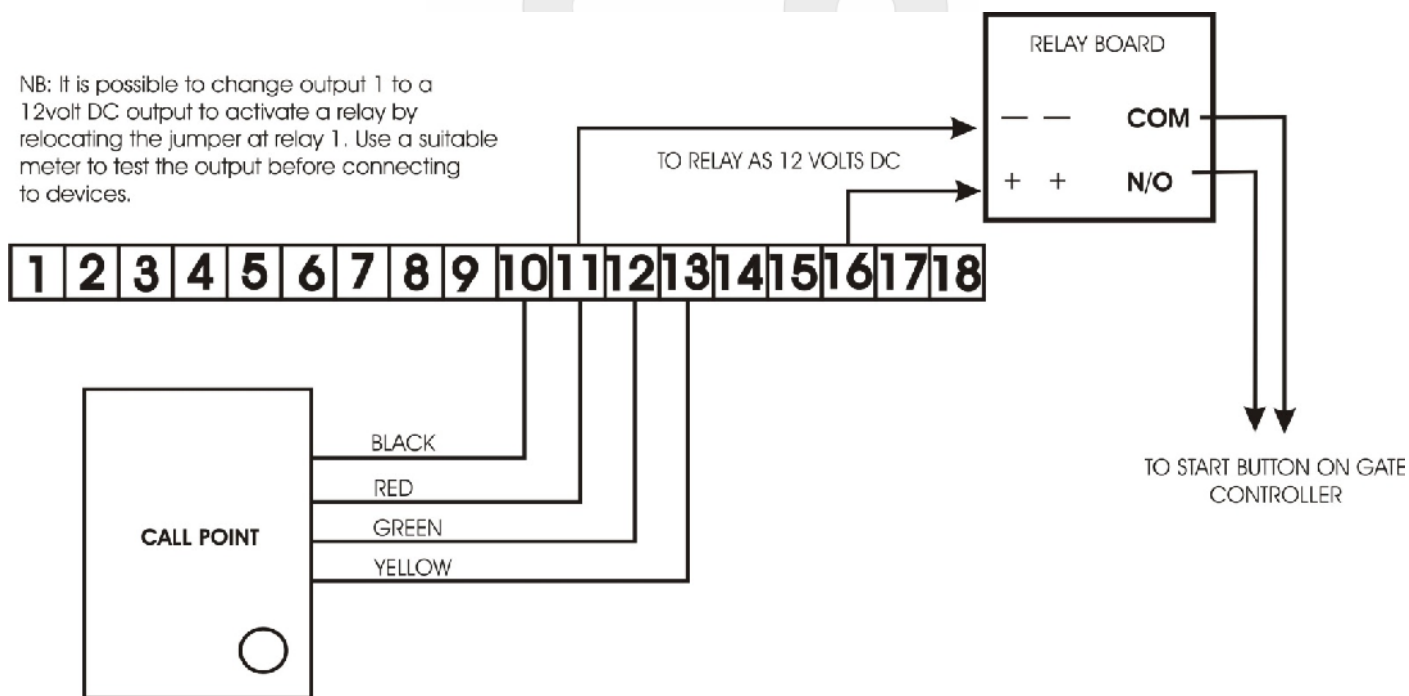 NB: It is possible to change output 1 to a
12volt DC output to activate a relay by
relocating the jumper at relay 1. Use a suitable
meter to test the output before connecting
to devices.
RELAY BOARD
— — COM
+ + N/O
TO RELAY AS 12 VOLTS DC
1 2 3 4 5 6 7 8 9 10 11 12 13 14 15 16 17 18
BLACK
RED
GREEN
YELLOW
CALL POINT
TO START BUTTON ON GATE
CONTROLLER